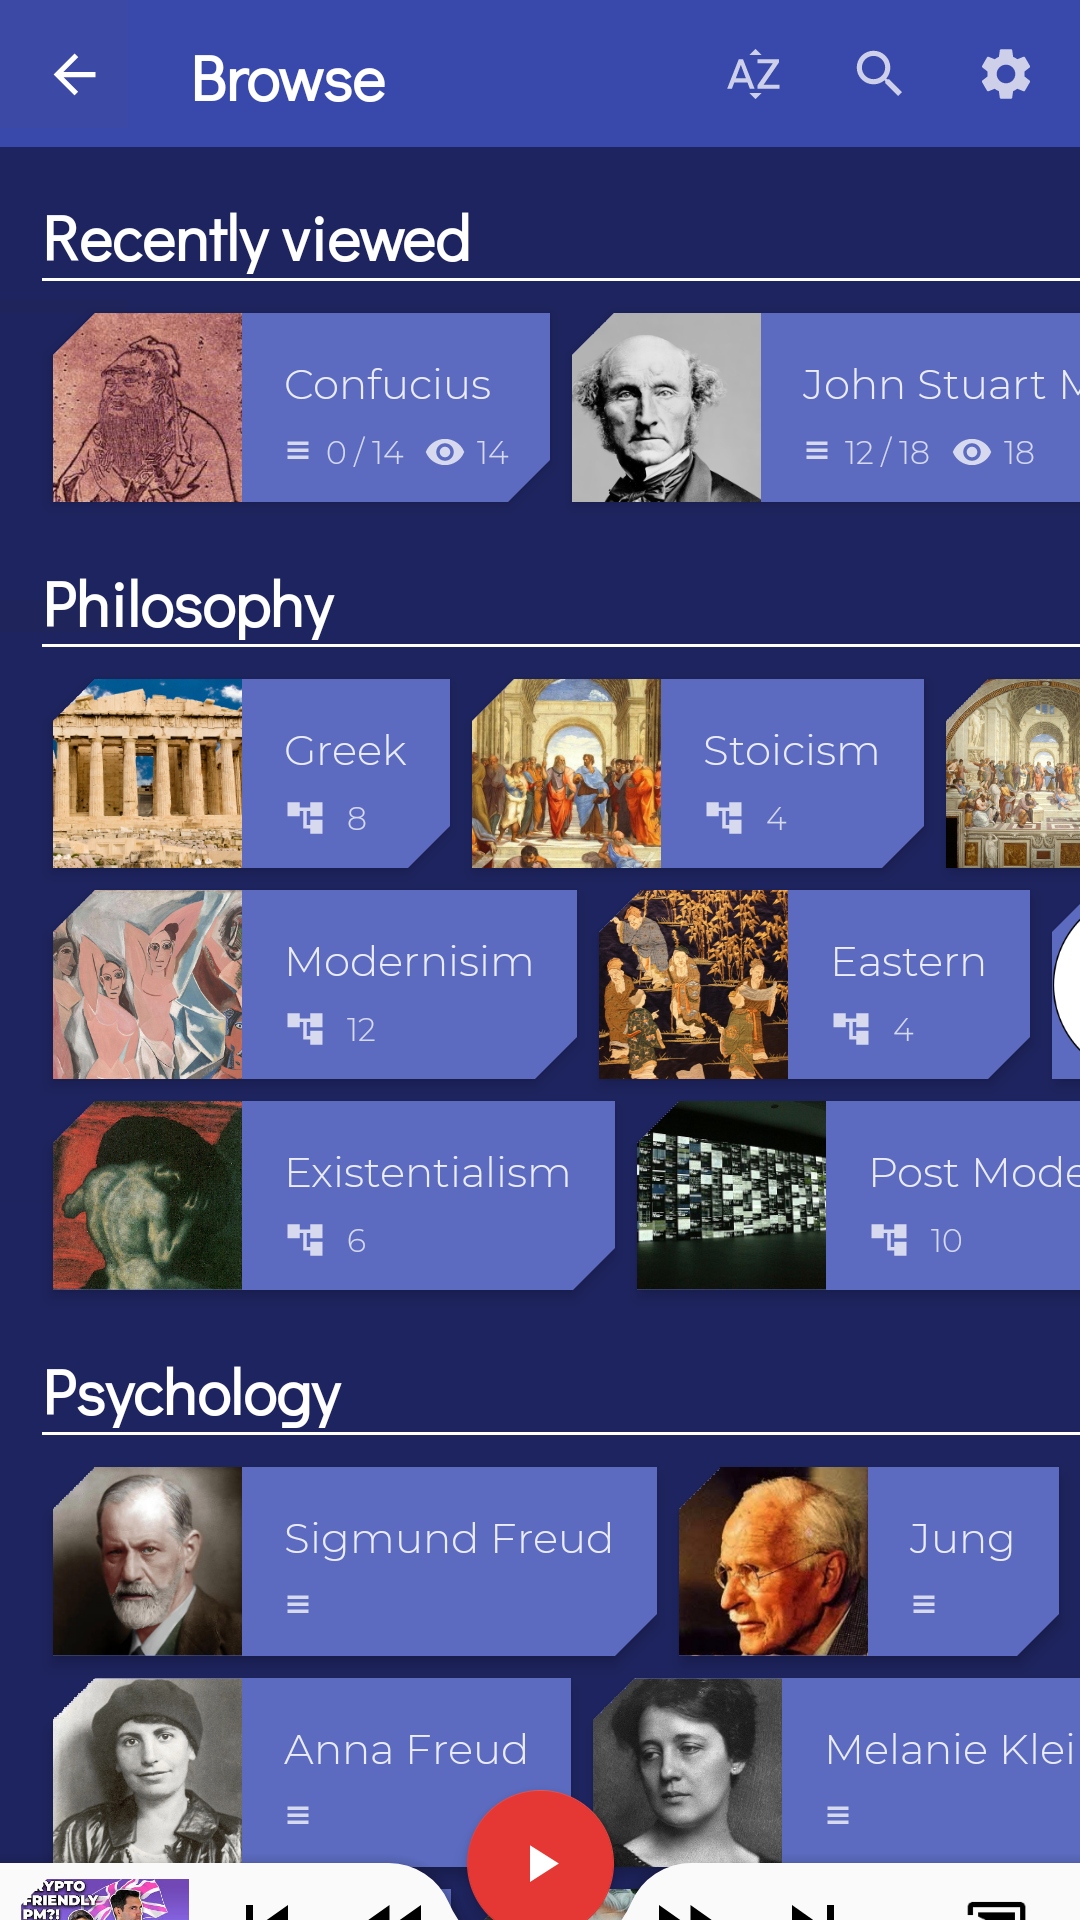 Browse
AZ
Recently viewed
Confucius
0 / 14 14
John Stuart
12 / 18 18
Philosophy
Greek
8
Stoicism
4
Modernisim
12
Eastern
4
Existentialism
6
Post Mode
10
Psychology
Sigmund Freud
Jung
Anna Freud
Melanie Klei
RYPTO
FRIENDLY
PM?!